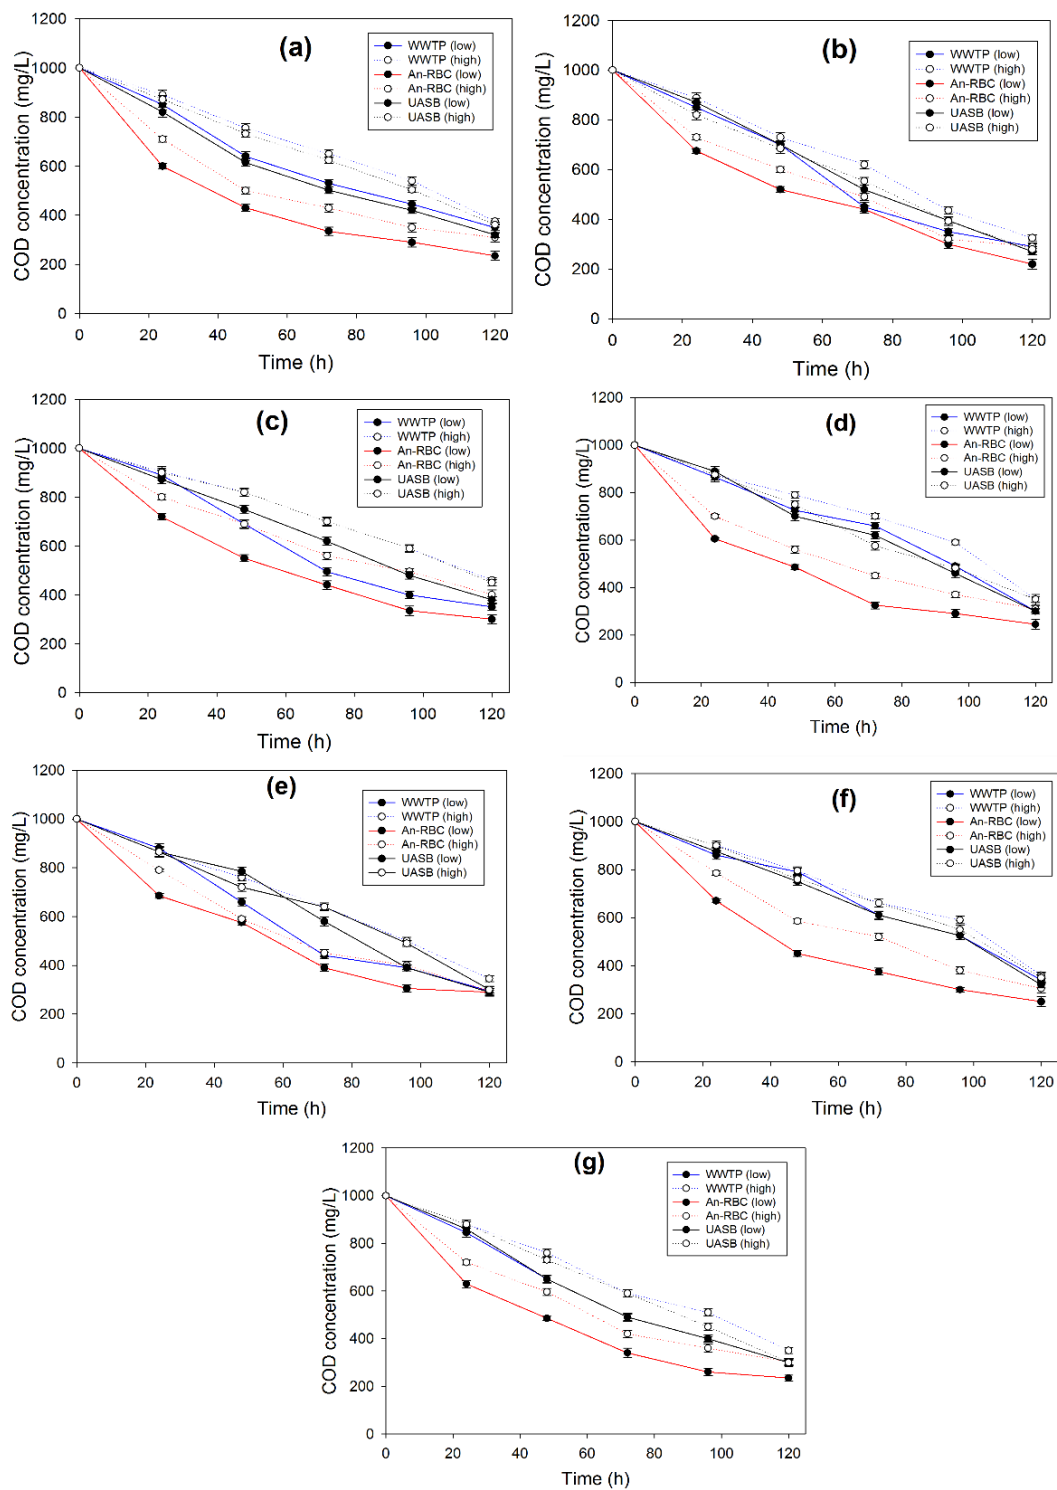 (a)
COD concentration (mg/L)
1200
1000
800
600
400
200
0
WWTP (low)
WWTP (high)
An-RBC (low)
An-RBC (high)
UASB (low)
UASB (high)
0 20 40 60 80 100 120
Time (h)
(b)
COD concentration (mg/L)
1200
1000
800
600
400
200
0
WWTP (low)
WWTP (high)
An-RBC (low)
An-RBC (high)
UASB (low)
UASB (high)
0 20 40 60 80 100 120
Time (h)
(c)
COD concentration (mg/L)
1200
1000
800
600
400
200
0
WWTP (low)
WWTP (high)
An-RBC (low)
An-RBC (high)
UASB (low)
UASB (high)
0 20 40 60 80 100 120
Time (h)
(d)
COD concentration (mg/L)
1200
1000
800
600
400
200
0
WWTP (low)
WWTP (high)
An-RBC (low)
An-RBC (high)
UASB (low)
UASB (high)
0 20 40 60 80 100 120
Time (h)
(e)
COD concentration (mg/L)
1200
1000
800
600
400
200
0
WWTP (low)
WWTP (high)
An-RBC (low)
An-RBC (high)
UASB (low)
UASB (high)
0 20 40 60 80 100 120
Time (h)
(f)
COD concentration (mg/L)
1200
1000
800
600
400
200
0
WWTP (low)
WWTP (high)
An-RBC (low)
An-RBC (high)
UASB (low)
UASB (high)
0 20 40 60 80 100 120
Time (h)
(g)
COD concentration (mg/L)
1200
1000
800
600
400
200
0
WWTP (low)
WWTP (high)
An-RBC (low)
An-RBC (high)
UASB (low)
UASB (high)
0 20 40 60 80 100 120
Time (h)